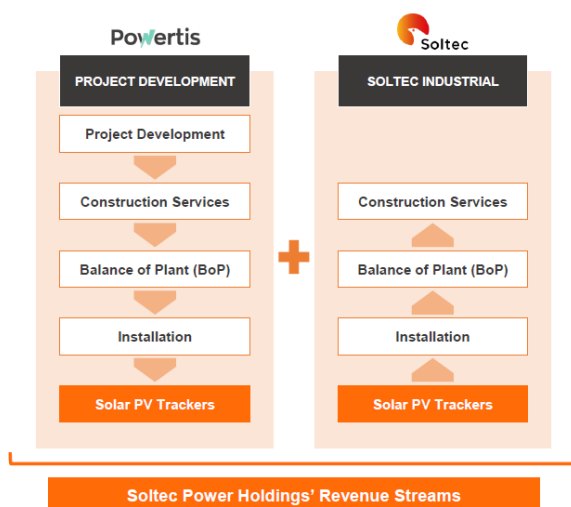 Powertis
Soltec
PROJECT DEVELOPMENT
Project Development
Construction Services
Balance of Plant (BoP)
Installation
Solar PV Trackers
SOLTEC INDUSTRIAL
Construction Services
Balance of Plant (BoP)
Installation
Solar PV Trackers
Soltec Power Holdings' Revenue Streams